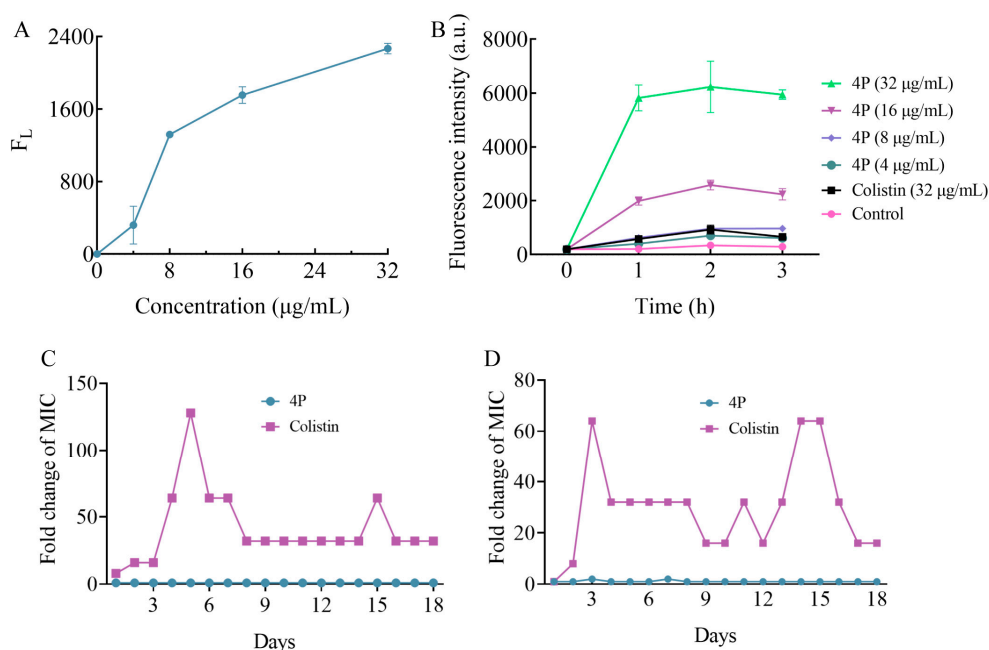 A
2400
1600
800
0
F_L
0
8
16
24
32
Concentration (μg/mL)
B
8000
6000
4000
2000
0
Fluorescence intensity (a.u.)
0
1
2
3
Time (h)
4P (32 μg/mL)
4P (16 μg/mL)
4P (8 μg/mL)
4P (4 μg/mL)
Colistin (32 μg/mL)
Control
C
150
100
50
0
Fold change of MIC
4P
Colistin
3
6
9
12
15
18
Days
D
80
60
40
20
0
Fold change of MIC
4P
Colistin
3
6
9
12
15
18
Days